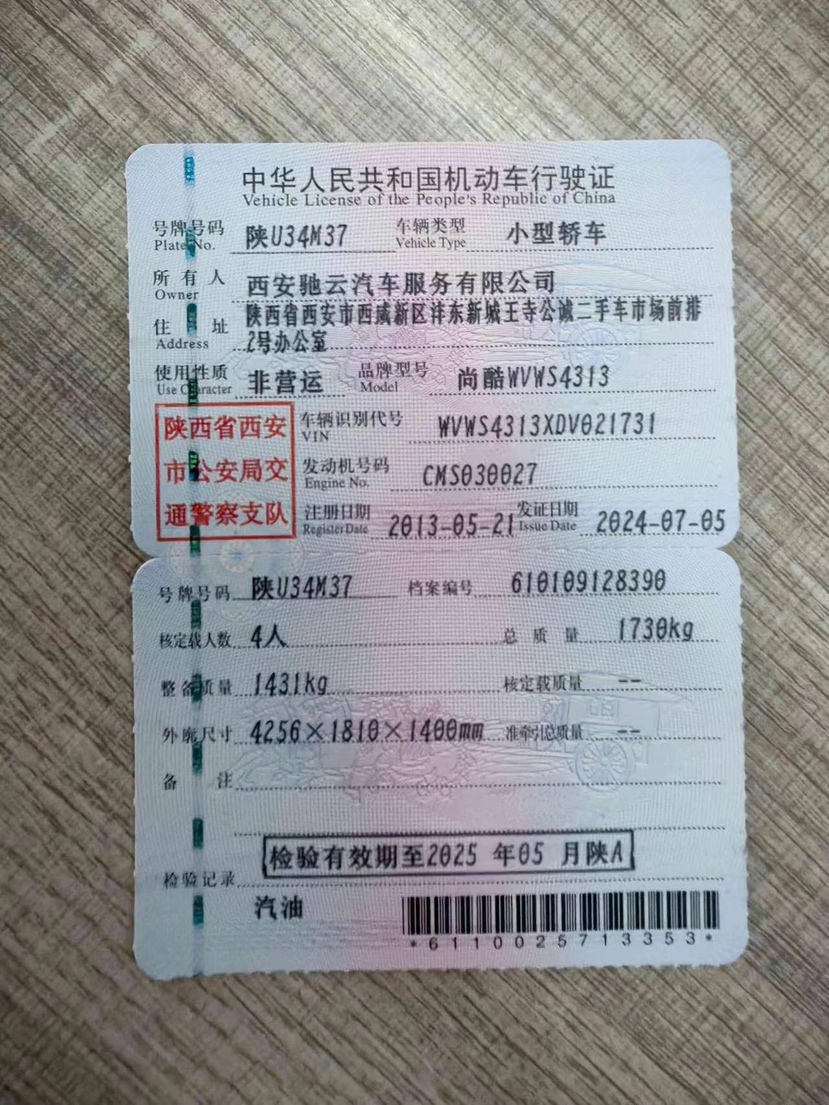 中华人民共和国机动车行驶证
Vehicle License of the People's Republic of China
号牌号码 陕U34M37 车辆类型 小型轿车
Plate No. Vehicle Type
所有人 西安驰云汽车服务有限公司
Owner
住址 陕西省西安市西咸新区沣东新城王寺公诚二手车市场前排
Address 2号办公室
使用性质 非营运 品牌型号 尚酷WVWS4313
Use Character Model
陕西省西安
市公安局交
通警察支队
车辆识别代号 WVWS4313XDV021731
VIN
发动机号码 CMS030027
Engine No.
注册日期 2013-05-21 发证日期 2024-07-05
Register Date Issue Date
号牌号码 陕U34M37 档案编号 610109128390
核定载人数 4人 总质量 1730kg
整备质量 1431kg 核定载质量 --
外廓尺寸 4256×1810×1400mm 准牵引总质量 --
备注
检验有效期至2025 年05 月陕A
检验记录
汽油
*6110025713353*